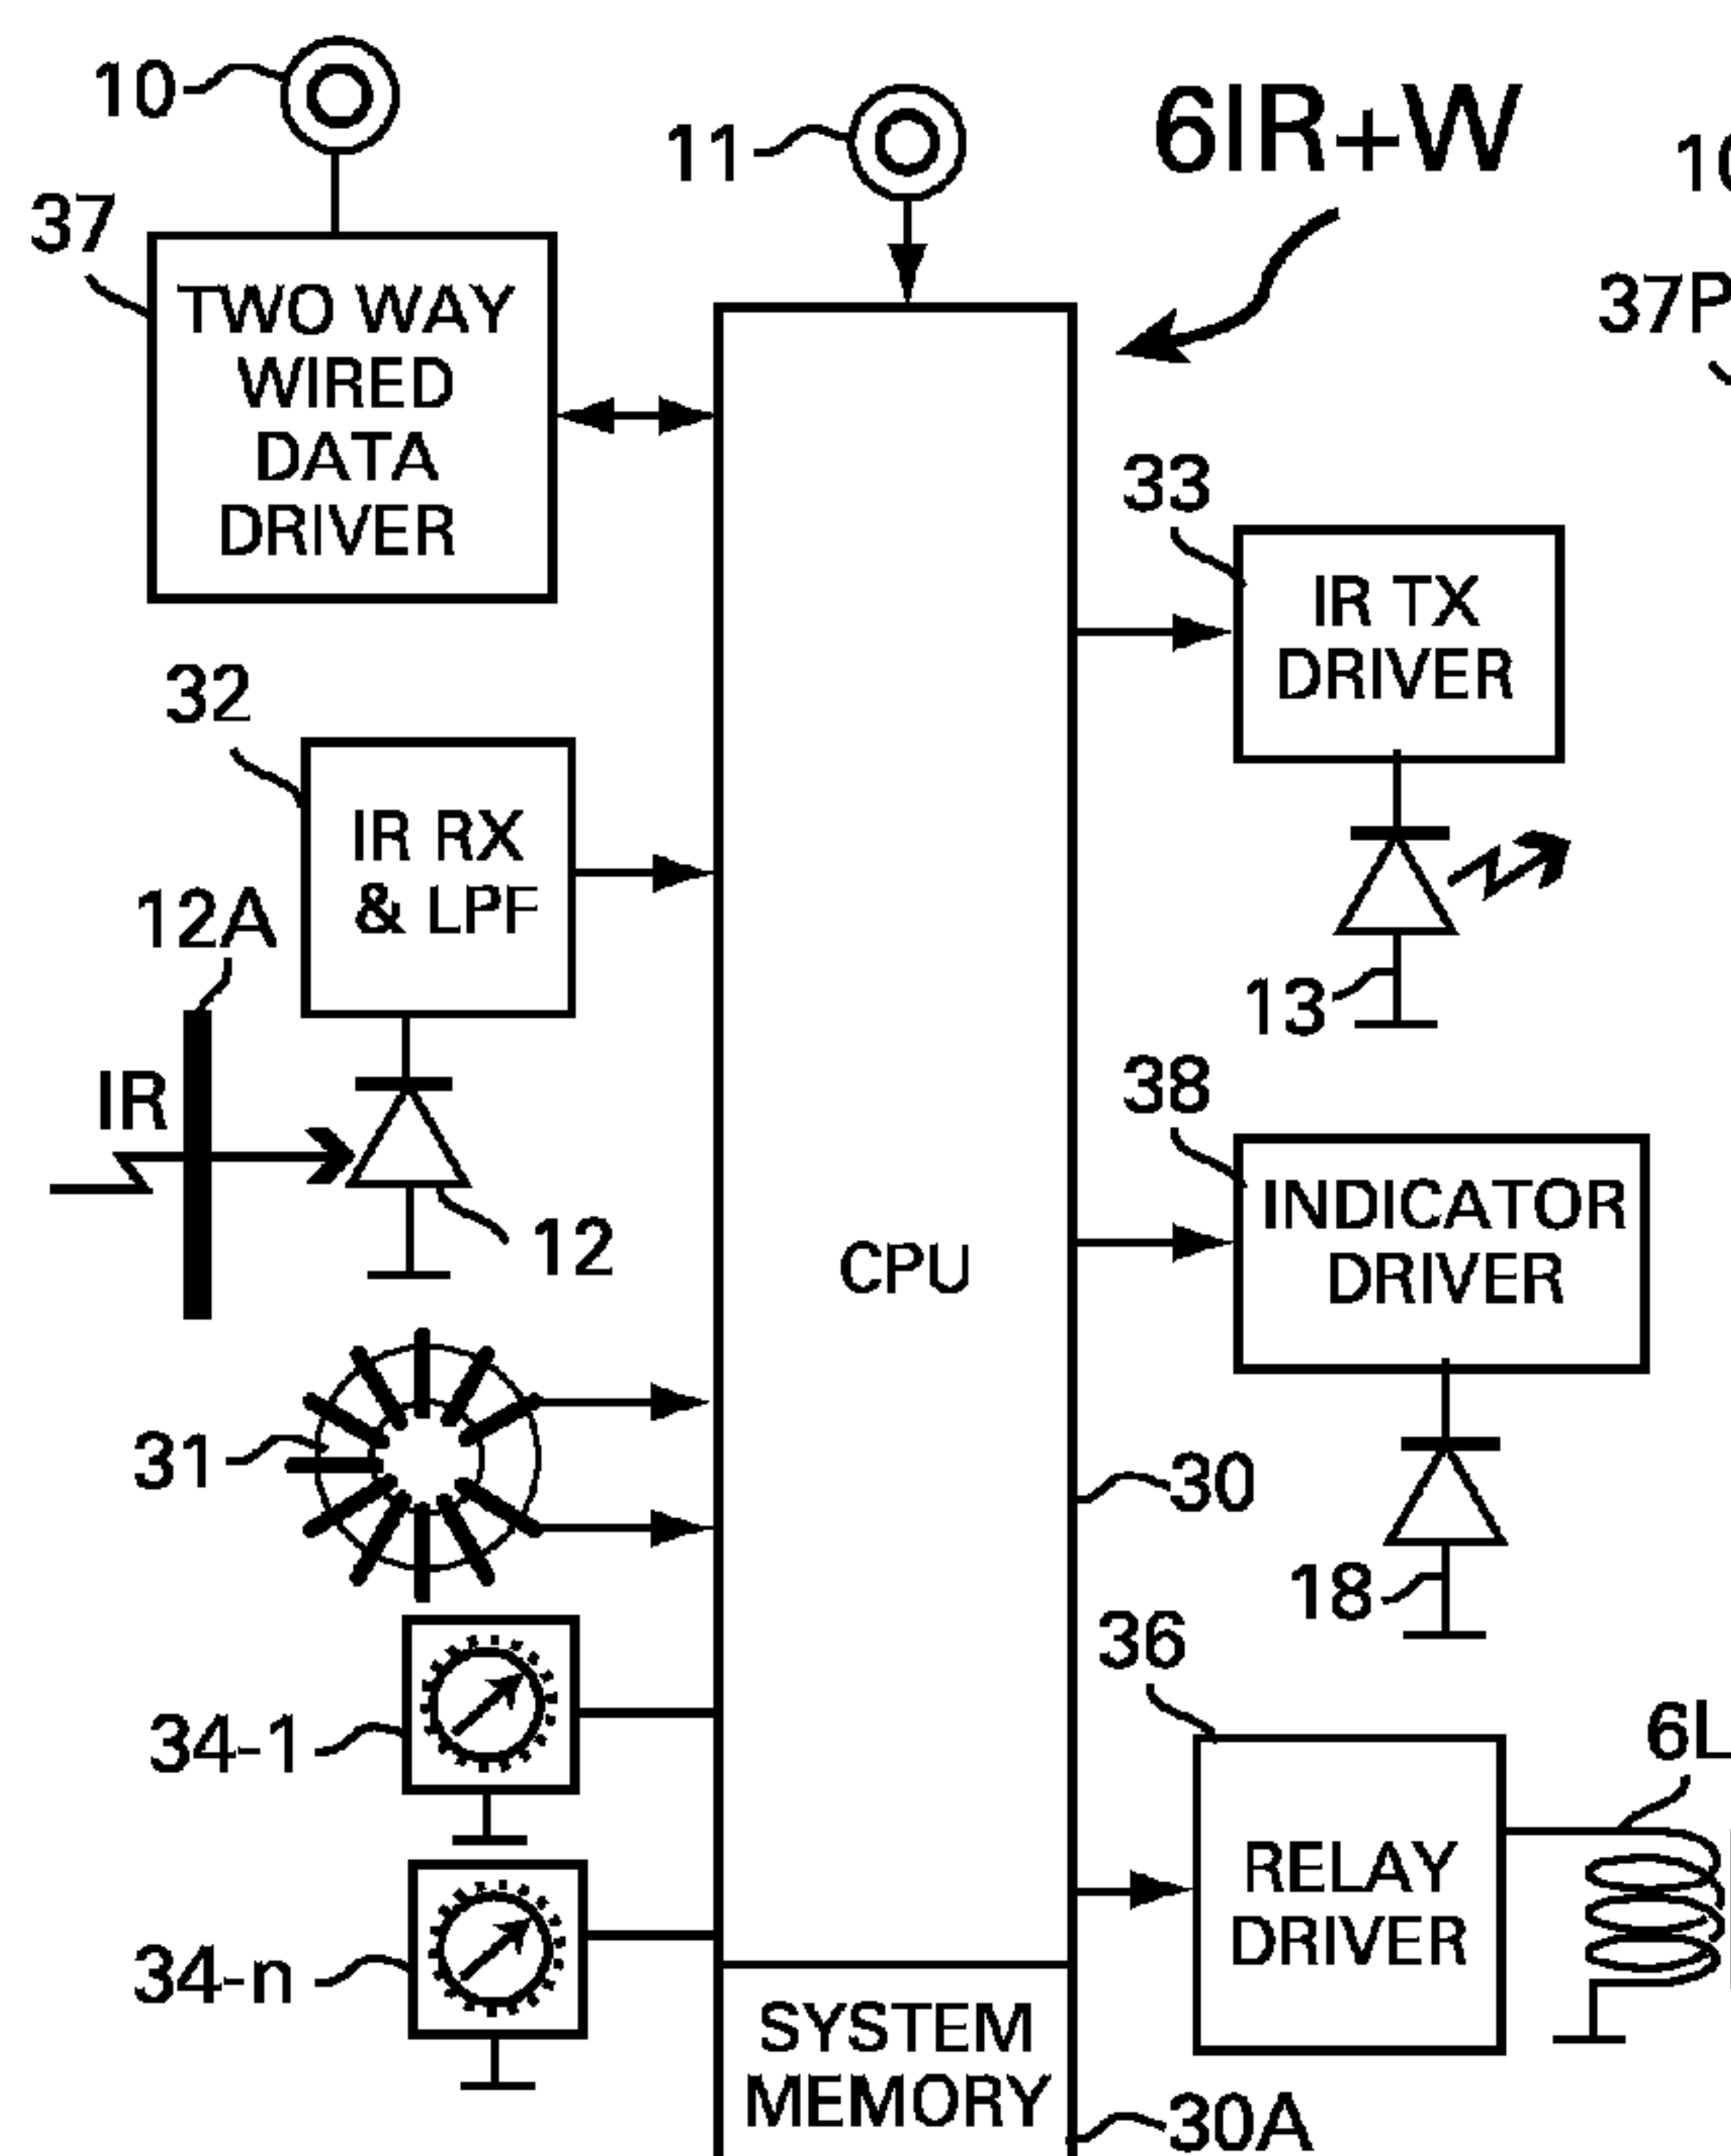 10
11
6IR+W
37
37P
TWO WAY
WIRED
DATA
DRIVER
33
IR TX
DRIVER
32
IR RX
& LPF
12A
13
IR
38
12
CPU
INDICATOR
DRIVER
31
30
18
36
34-1
6L
RELAY
DRIVER
34-n
SYSTEM
MEMORY
30A